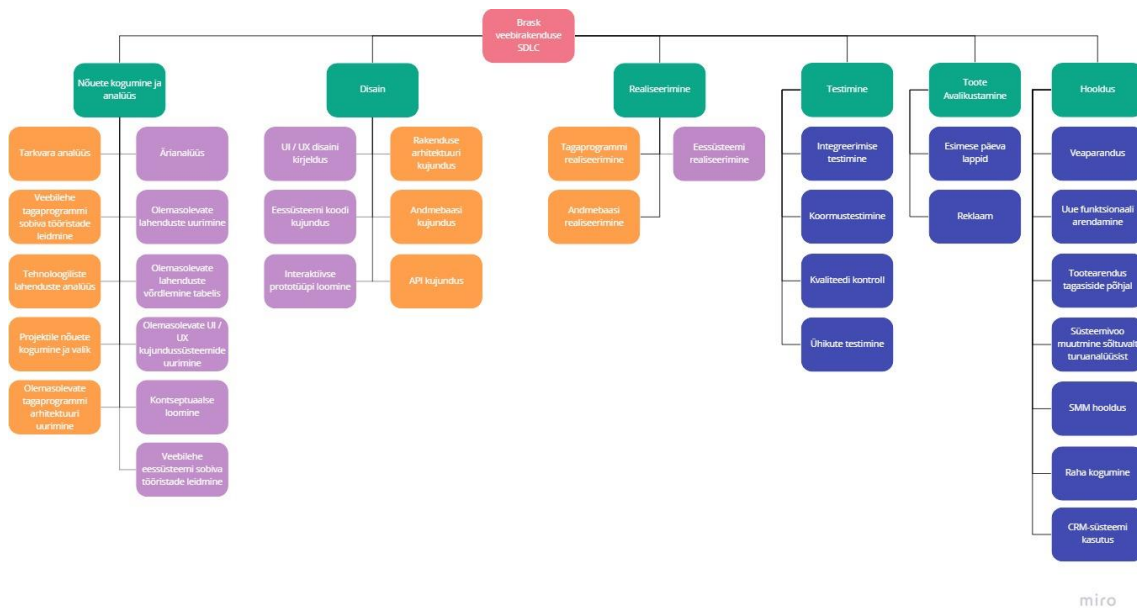 Brask
veebirakenduse
SDLC
Nõuete kogumine ja
analüüs
Disain
Realiseerimine
Testimine
Toote
Avalikustamine
Hooldus
Tarkvara analüüs
Ärianalüüs
Veebilehe
tagaprogrammi
sobiva tööristade
leidmine
Olemasolevate
lahenduste uurimine
Tehnoloogiliste
lahenduste analüüs
Olemasolevate
lahenduste
võrdlemine tabelis
Projektile nõuete
kogumine ja valik
Olemasolevate UI /
UX
kujundussüsteemide
uurimine
Olemasolevate
tagaprogrammi
arhitektuuri
uurimine
Kontseptuaalse
loomine
Veebilehe
eessüsteemi sobiva
tööristade leidmine
UI / UX disaini
kirjeldus
Rakenduse
arhitektuuri
kujundus
Eessüsteemi koodi
kujundus
Andmebaasi
kujundus
Interaktiivse
prototüüpi loomine
API kujundus
Tagaprogrammi
realiseerimine
Eessüsteemi
realiseerimine
Andmebaasi
realiseerimine
Integreerimise
testimine
Koormustestimine
Kvaliteedi kontroll
Ühikute testimine
Esimese päeva
lappid
Reklaam
Veaparandus
Uue funktsionaali
arendamine
Tootearendus
tagasiside põhjal
Süsteemivoo
muutmine sõltuvalt
turuanalüüsist
SMM hooldus
Raha kogumine
CRM-süsteemi
kasutus
miro